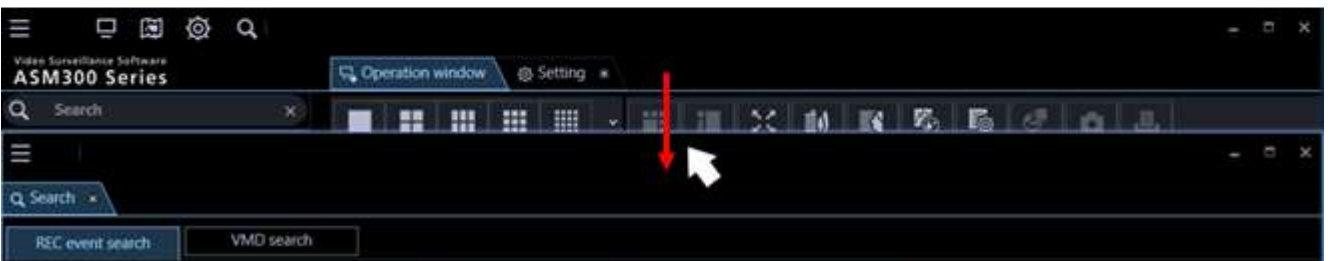 Video Surveillance Software
ASM300 Series
Operation window
Setting
Search
Search
REC event search
VMD search